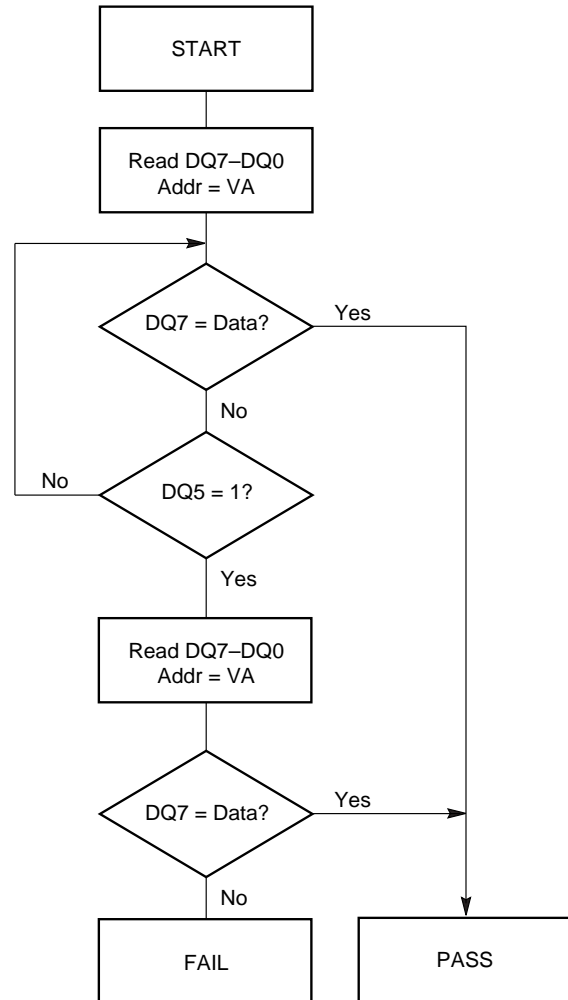 START
Read DQ7–DQ0
Addr = VA
DQ7 = Data?
Yes
No
DQ5 = 1?
No
Yes
Read DQ7–DQ0
Addr = VA
DQ7 = Data?
Yes
No
FAIL
PASS